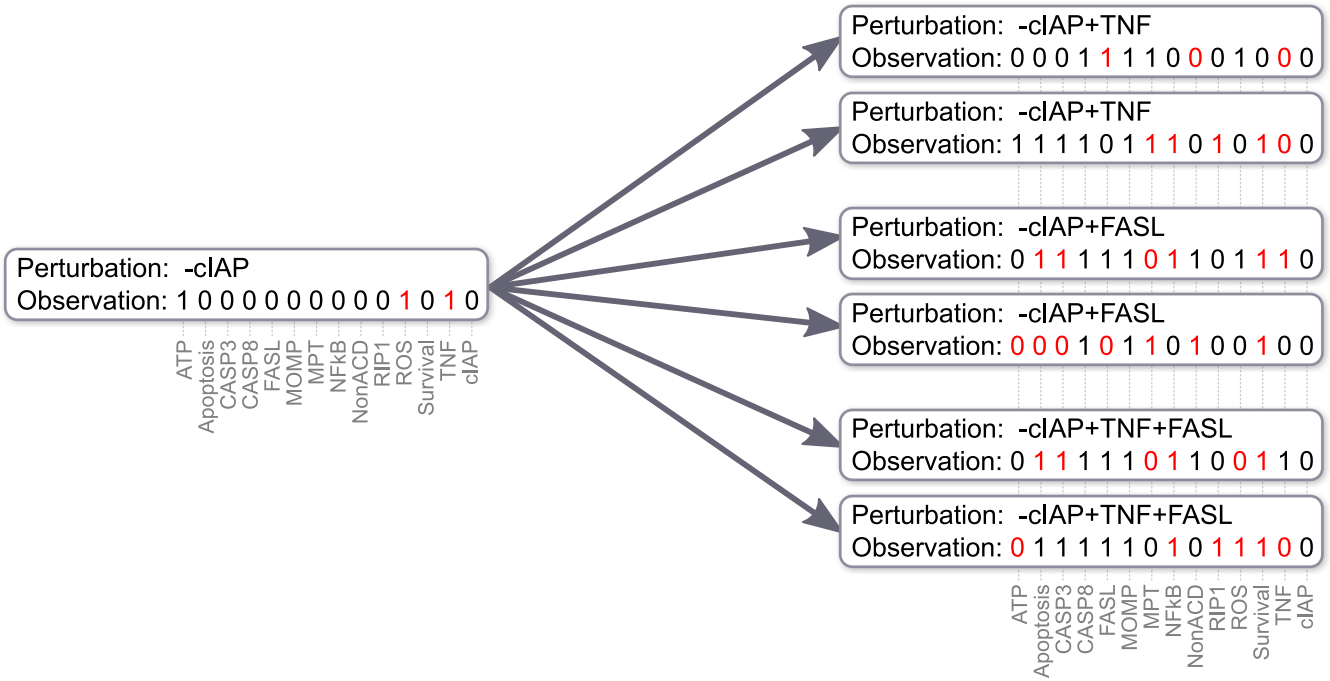 Perturbation: -cIAP+TNF
Observation: 0 0 0 1 1 1 1 0 0 0 1 0 0 0
Perturbation: -cIAP+TNF
Observation: 1 1 1 1 0 1 1 1 0 1 0 1 0 0
Perturbation: -cIAP+FASL
Observation: 0 1 1 1 1 1 0 1 1 0 1 1 1 0
Perturbation: -cIAP
Observation: 1 0 0 0 0 0 0 0 0 0 1 0 1 0
ATP
Apoptosis
CASP3
CASP8
FASL
MOMP
MPT
NFkB
NonACD
RIP1
ROS
Survival
TNF
cIAP
Perturbation: -cIAP+FASL
Observation: 0 0 0 1 0 1 1 0 1 0 0 1 0 0
Perturbation: -cIAP+TNF+FASL
Observation: 0 1 1 1 1 1 0 1 1 0 0 1 1 0
Perturbation: -cIAP+TNF+FASL
Observation: 0 1 1 1 1 1 0 1 0 1 1 1 0 0
ATP
Apoptosis
CASP3
CASP8
FASL
MOMP
MPT
NFkB
NonACD
RIP1
ROS
Survival
TNF
cIAP